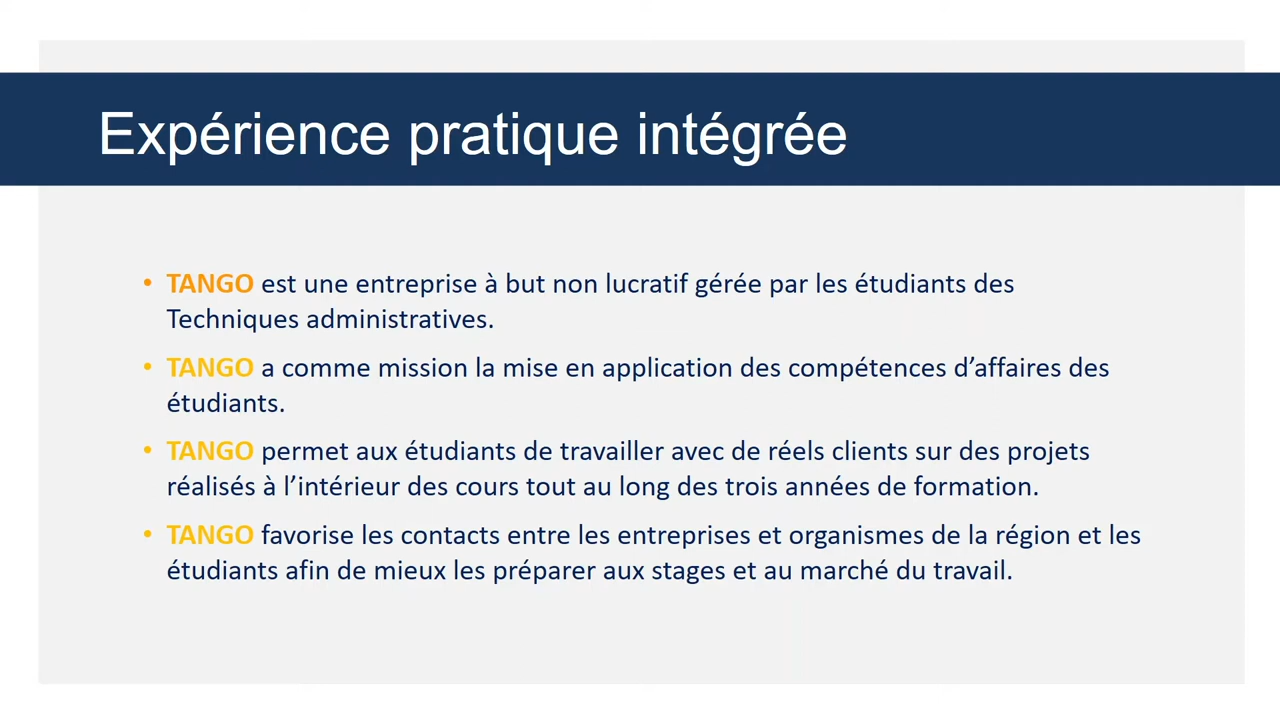 Expérience pratique intégrée
• TANGO est une entreprise à but non lucratif gérée par les étudiants des
Techniques administratives.
• TANGO a comme mission la mise en application des compétences d’affaires des
étudiants.
• TANGO permet aux étudiants de travailler avec de réels clients sur des projets
réalisés à l’intérieur des cours tout au long des trois années de formation.
• TANGO favorise les contacts entre les entreprises et organismes de la région et les
étudiants afin de mieux les préparer aux stages et au marché du travail.